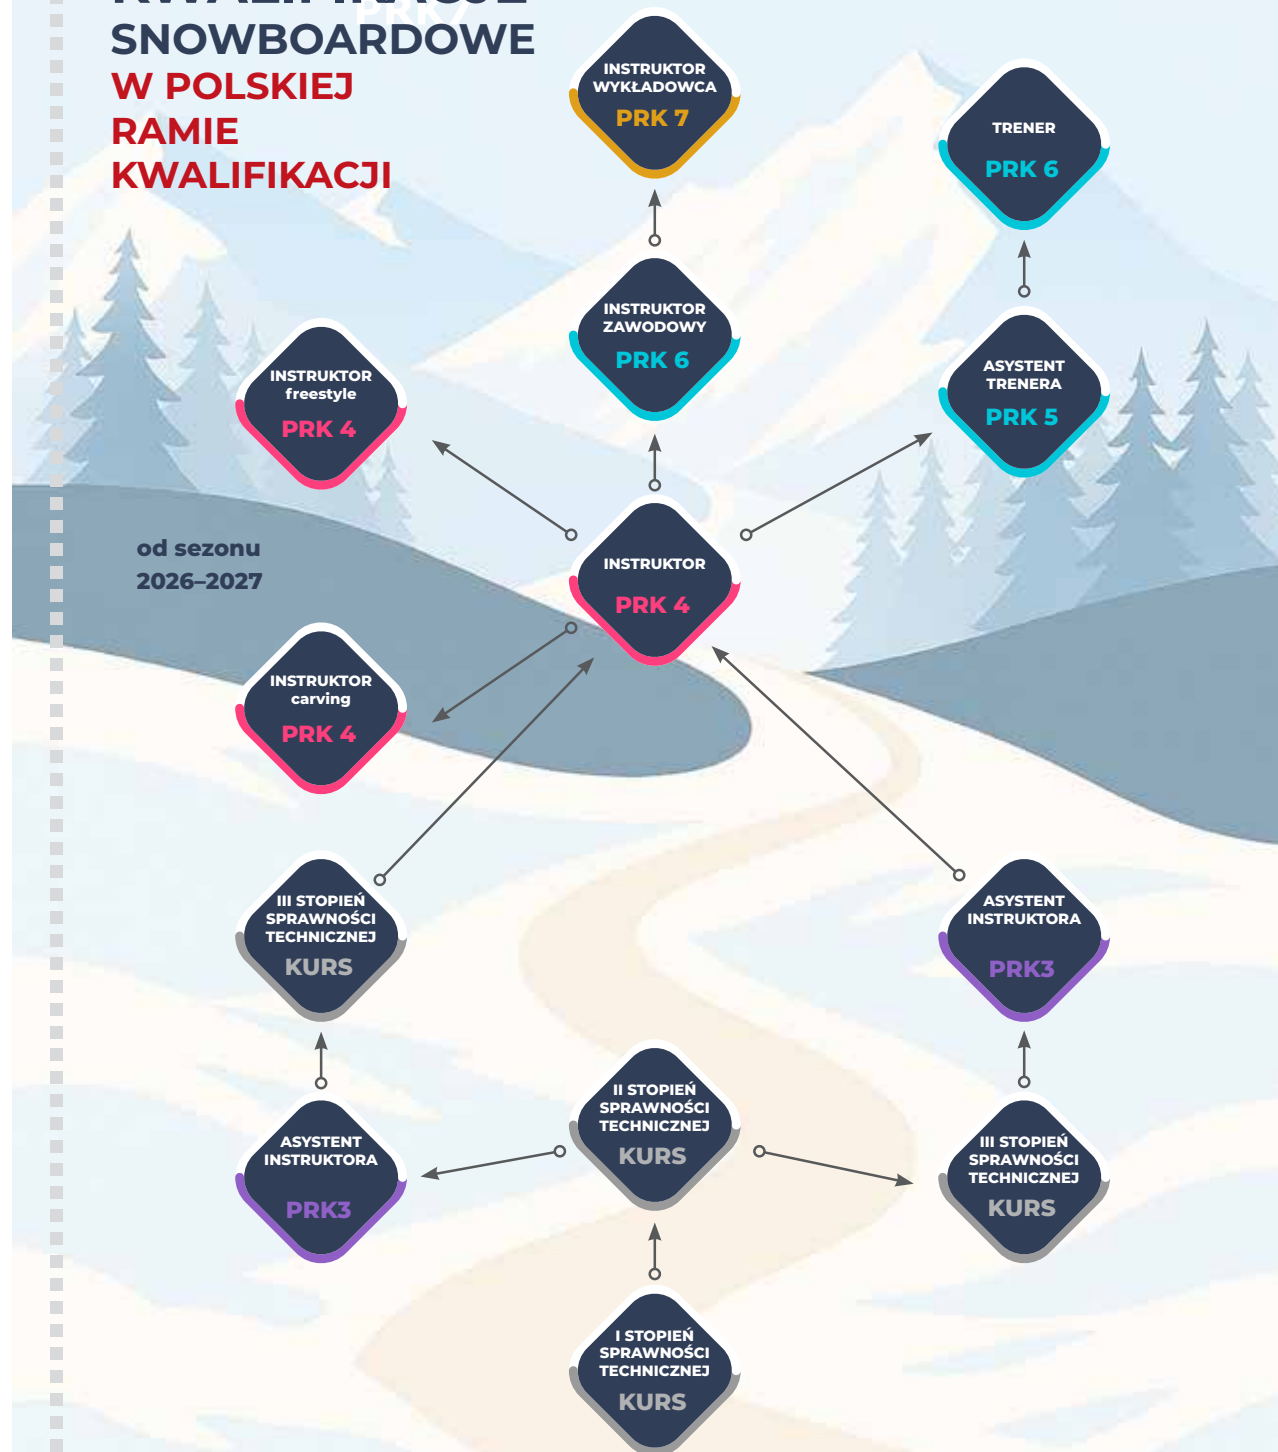 KWALIFIKACJE
PRK7
SNOWBOARDOWE
W POLSKIEJ
RAMIE
KWALIFIKACJI
INSTRUKTOR
WYKŁADOWCA
PRK 7
TRENER
PRK 6
INSTRUKTOR
ZAWODOWY
PRK 6
INSTRUKTOR
freestyle
PRK 4
ASYSTENT
TRENERA
PRK 5
od sezonu
2026–2027
INSTRUKTOR
PRK 4
INSTRUKTOR
carving
PRK 4
III STOPIEŃ
SPRAWNOŚCI
TECHNICZNEJ
KURS
ASYSTENT
INSTRUKTORA
PRK3
ASYSTENT
INSTRUKTORA
PRK3
II STOPIEŃ
SPRAWNOŚCI
TECHNICZNEJ
KURS
III STOPIEŃ
SPRAWNOŚCI
TECHNICZNEJ
KURS
I STOPIEŃ
SPRAWNOŚCI
TECHNICZNEJ
KURS